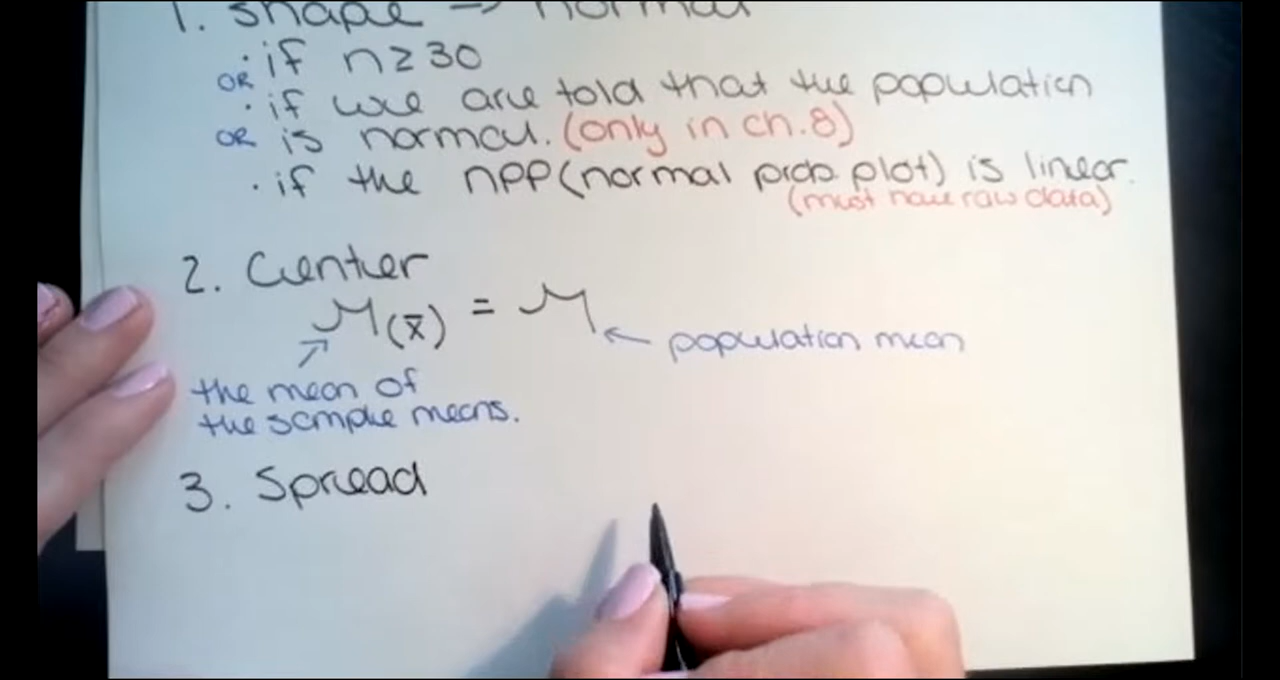 1. Shape → normal
· if n ≥ 30
OR
· if we are told that the population
OR is normal. (only in ch. 8)
· if the npp (normal prob. plot) is linear.
(must have raw data)
2. Center
μ(x̄) = μ
← population mean
↗
the mean of
the sample means.
3. Spread